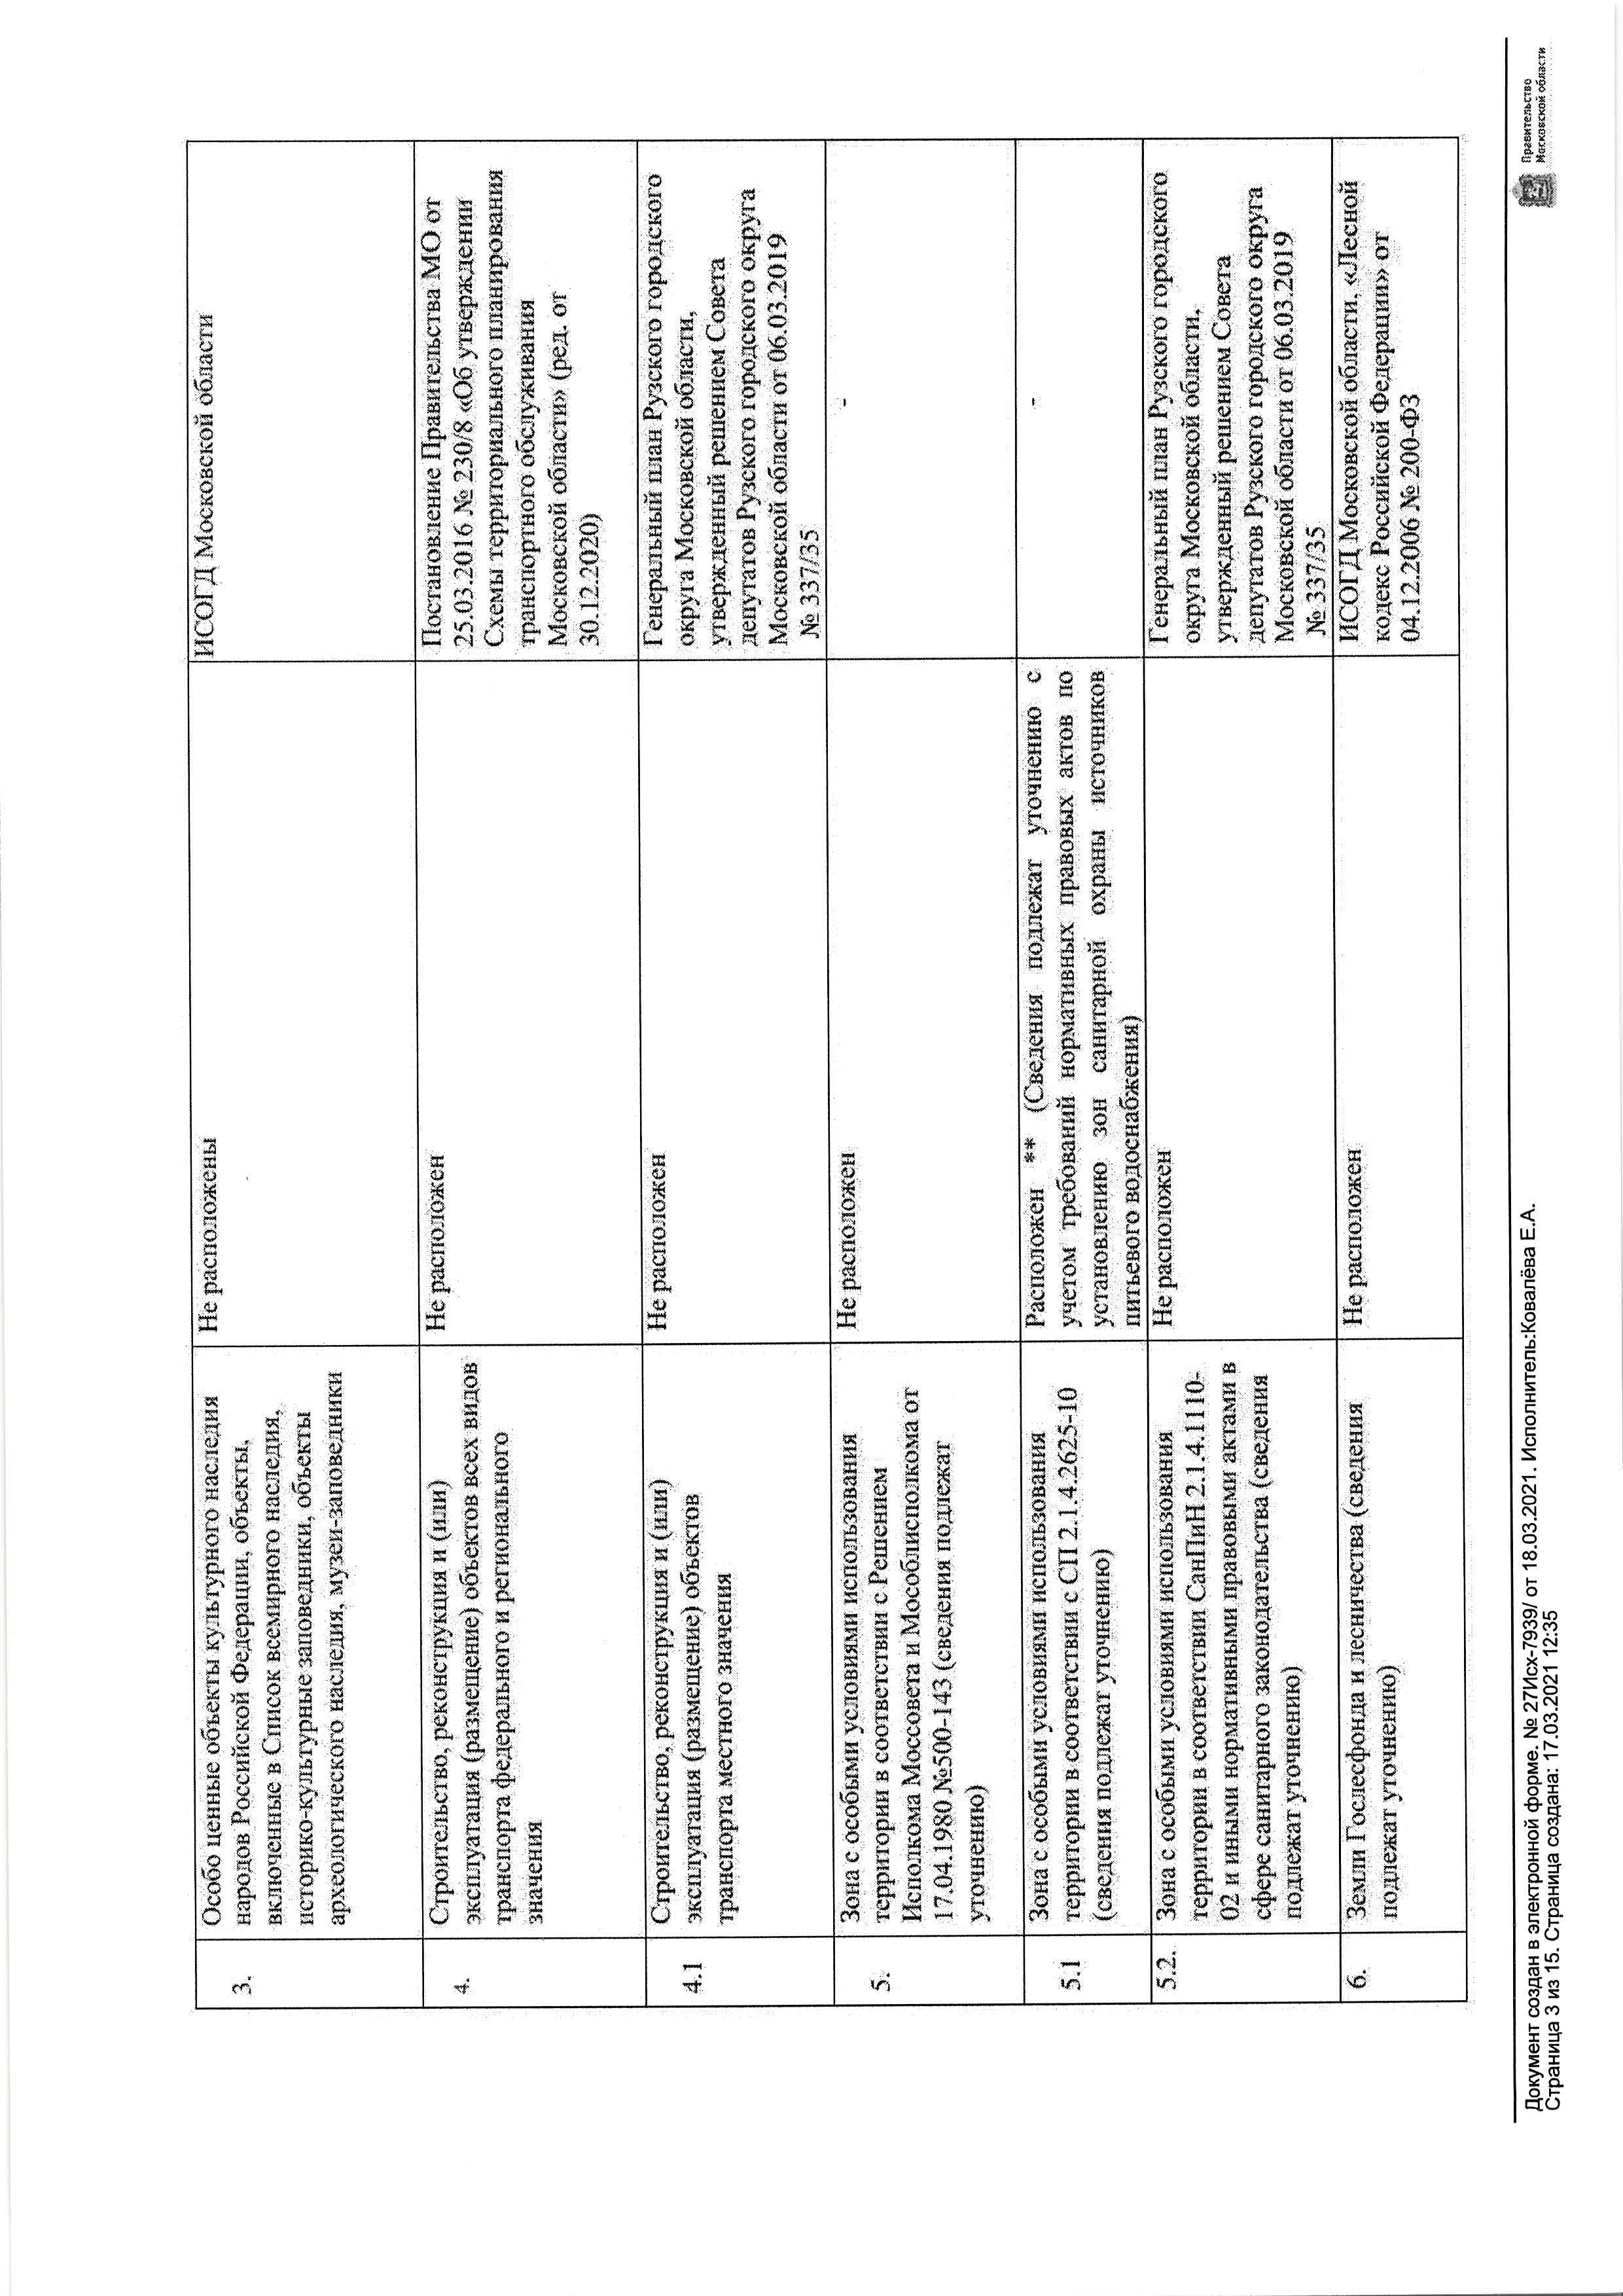 3.
Особо ценные объекты культурного наследия
народов Российской Федерации, объекты,
включенные в Список всемирного наследия,
историко-культурные заповедники, объекты
археологического наследия, музеи-заповедники
Не расположены
ИСОГД Московской области
4.
Строительство, реконструкция и (или)
эксплуатация (размещение) объектов всех видов
транспорта федерального и регионального
значения
Не расположен
Постановление Правительства МО от
25.03.2016 № 230/8 «Об утверждении
Схемы территориального планирования
транспортного обслуживания
Московской области» (ред. от
30.12.2020)
4.1
Строительство, реконструкция и (или)
эксплуатация (размещение) объектов
транспорта местного значения
Не расположен
Генеральный план Рузского городского
округа Московской области,
утвержденный решением Совета
депутатов Рузского городского округа
Московской области от 06.03.2019
№ 337/35
5.
Зона с особыми условиями использования
территории в соответствии с Решением
Исполкома Моссовета и Мособлисполкома от
17.04.1980 №500-143 (сведения подлежат
уточнению)
Не расположен
-
5.1
Зона с особыми условиями использования
территории в соответствии с СП 2.1.4.2625-10
(сведения подлежат уточнению)
Расположен ** (Сведения подлежат уточнению с
учетом требований нормативных правовых актов по
установлению зон санитарной охраны источников
питьевого водоснабжения)
-
5.2.
Зона с особыми условиями использования
территории в соответствии СанПиН 2.1.4.1110-
02 и иными нормативными правовыми актами в
сфере санитарного законодательства (сведения
подлежат уточнению)
Не расположен
Генеральный план Рузского городского
округа Московской области,
утвержденный решением Совета
депутатов Рузского городского округа
Московской области от 06.03.2019
№ 337/35
6.
Земли Гослесфонда и лесничества (сведения
подлежат уточнению)
Не расположен
ИСОГД Московской области, «Лесной
кодекс Российской Федерации» от
04.12.2006 № 200-ФЗ
Документ создан в электронной форме. № 27Исх-7939/ от 18.03.2021. Исполнитель:Ковалёва Е.А.
Страница 3 из 15. Страница создана: 17.03.2021 12:35
Правительство
Московской области